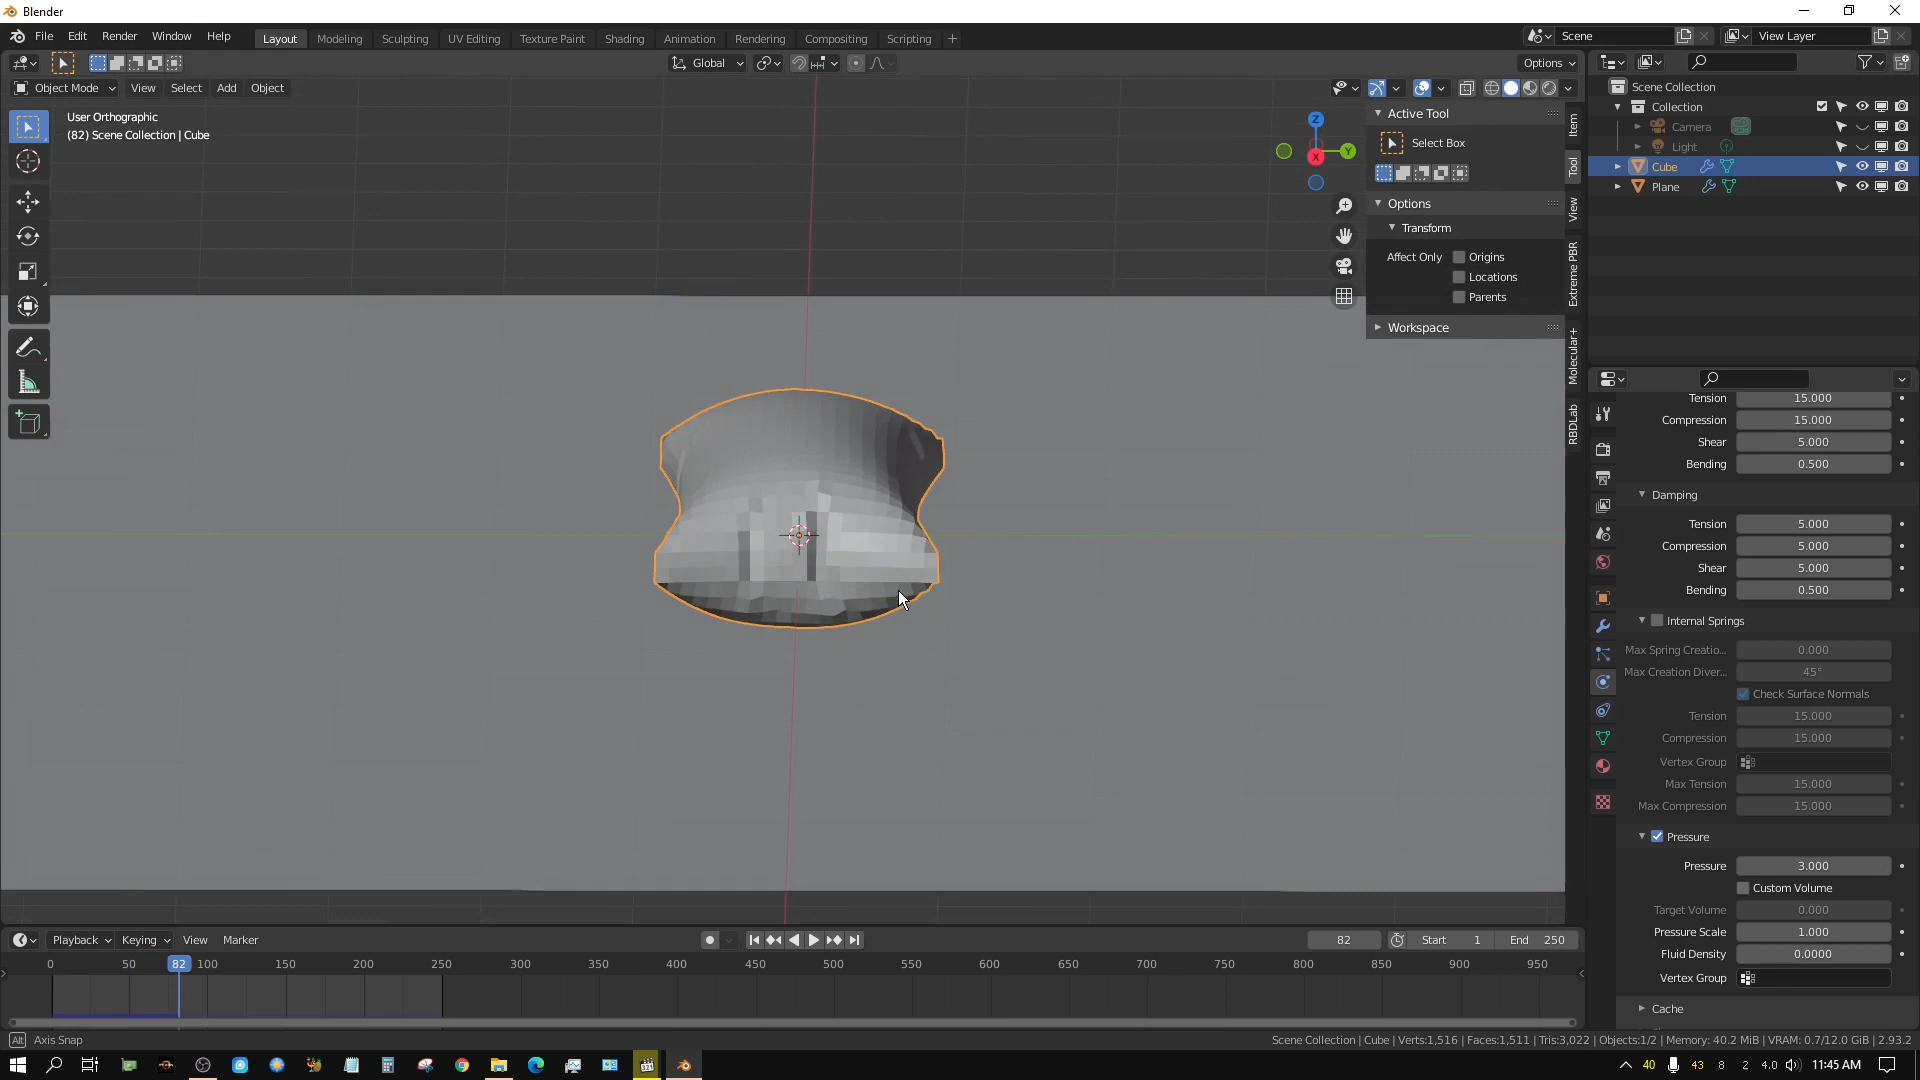 Blender
File Edit Render Window Help
Layout Modeling Sculpting UV Editing Texture Paint Shading Animation Rendering Compositing Scripting
Scene
View Layer
Global
Options
Object Mode View Select Add Object
User Orthographic
(82) Scene Collection | Cube
Z
Y
X
Active Tool
Select Box
Options
Transform
Affect Only Origins
Locations
Parents
Workspace
Item
Tool
View
Extreme PBR
Molecular+
RBDLab
Scene Collection
Collection
Camera
Light
Cube
Plane
Tension 15.000
Compression 15.000
Shear 5.000
Bending 0.500
Damping
Tension 5.000
Compression 5.000
Shear 5.000
Bending 0.500
Internal Springs
Max Spring Creatio... 0.000
Max Creation Diver... 45°
Check Surface Normals
Tension 15.000
Compression 15.000
Vertex Group
Max Tension 15.000
Max Compression 15.000
Pressure
Pressure 3.000
Custom Volume
Target Volume 0.000
Pressure Scale 1.000
Fluid Density 0.0000
Vertex Group
Cache
Playback Keying View Marker
82
Start 1
End 250
0 50 82 100 150 200 250 300 350 400 450 500 550 600 650 700 750 800 850 900 950
Alt Axis Snap
Scene Collection | Cube | Verts:1,516 | Faces:1,511 | Tris:3,022 | Objects:1/2 | Memory: 40.2 MiB | VRAM: 0.7/12.0 GiB | 2.93.2
40 43 8 2 4.0 11:45 AM